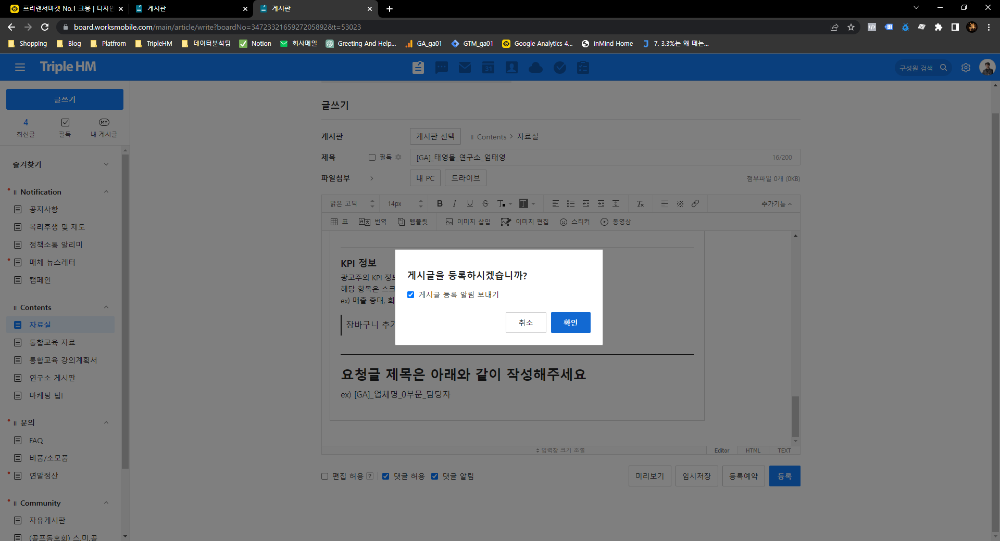 프리랜서마켓 No.1 크몽 | 디자인
게시판
게시판
board.worksmobile.com/main/article/write?boardNo=3472332165927205892&t=53023
Shopping
Blog
Platfrom
TripleHM
데이터분석팀
Notion
회사메일
Greeting And Help...
GA_ga01
GTM_ga01
Google Analytics 4...
inMind Home
7. 3.3%는 왜 떼는...
Triple HM
31
구성원 검색
글쓰기
4
MY
최신글
필독
내 게시글
즐겨찾기
Notification
공지사항
복리후생 및 제도
정책소통 알리미
매체 뉴스레터
캠페인
Contents
자료실
통합교육 자료
통합교육 강의계획서
연구소 게시판
마케팅 팁!
문의
FAQ
비품/소모품
연말정산
Community
자유게시판
(골프동호회) 스.미.골
글쓰기
게시판
게시판 선택
Contents > 자료실
제목
필독
[GA]_태영몰_연구소_엄태영
16/200
파일첨부
내 PC
드라이브
첨부파일 0개 (0KB)
맑은 고딕
14px
추가기능
표
번역
템플릿
이미지 삽입
이미지 편집
스티커
동영상
KPI 정보
광고주의 KPI 정보
해당 항목은 스크
ex) 매출 증대, 회
장바구니 추가
게시글을 등록하시겠습니까?
게시글 등록 알림 보내기
취소
확인
요청글 제목은 아래와 같이 작성해주세요
ex) [GA]_업체명_0부문_담당자
입력창 크기 조절
Editor
HTML
TEXT
편집 허용 ?
댓글 허용
댓글 알림
미리보기
임시저장
등록예약
등록